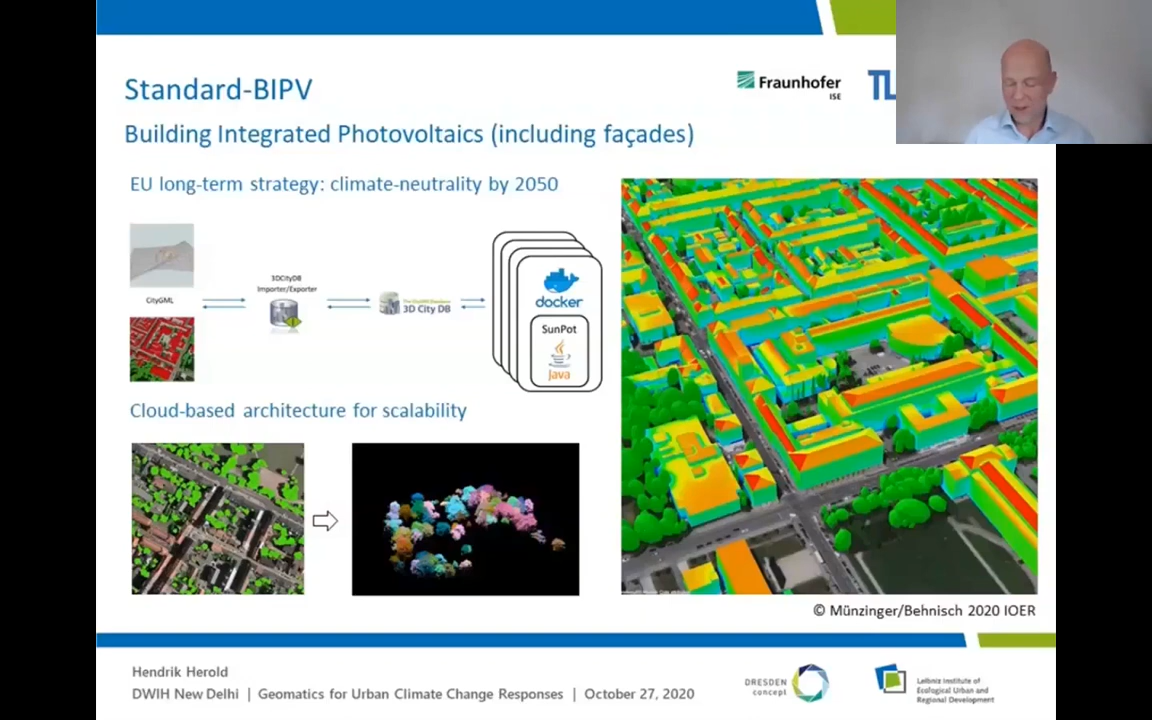 Standard-BIPV
Fraunhofer
ISE
TL
Building Integrated Photovoltaics (including façades)
EU long-term strategy: climate-neutrality by 2050
CityGML
3DCityDB
Importer/Exporter
3D City DB
docker
SunPot
Java
Cloud-based architecture for scalability
© Münzinger/Behnisch 2020 IOER
Hendrik Herold
DWIH New Delhi | Geomatics for Urban Climate Change Responses | October 27, 2020
DRESDEN
concept
Leibniz Institute of
Ecological Urban and
Regional Development